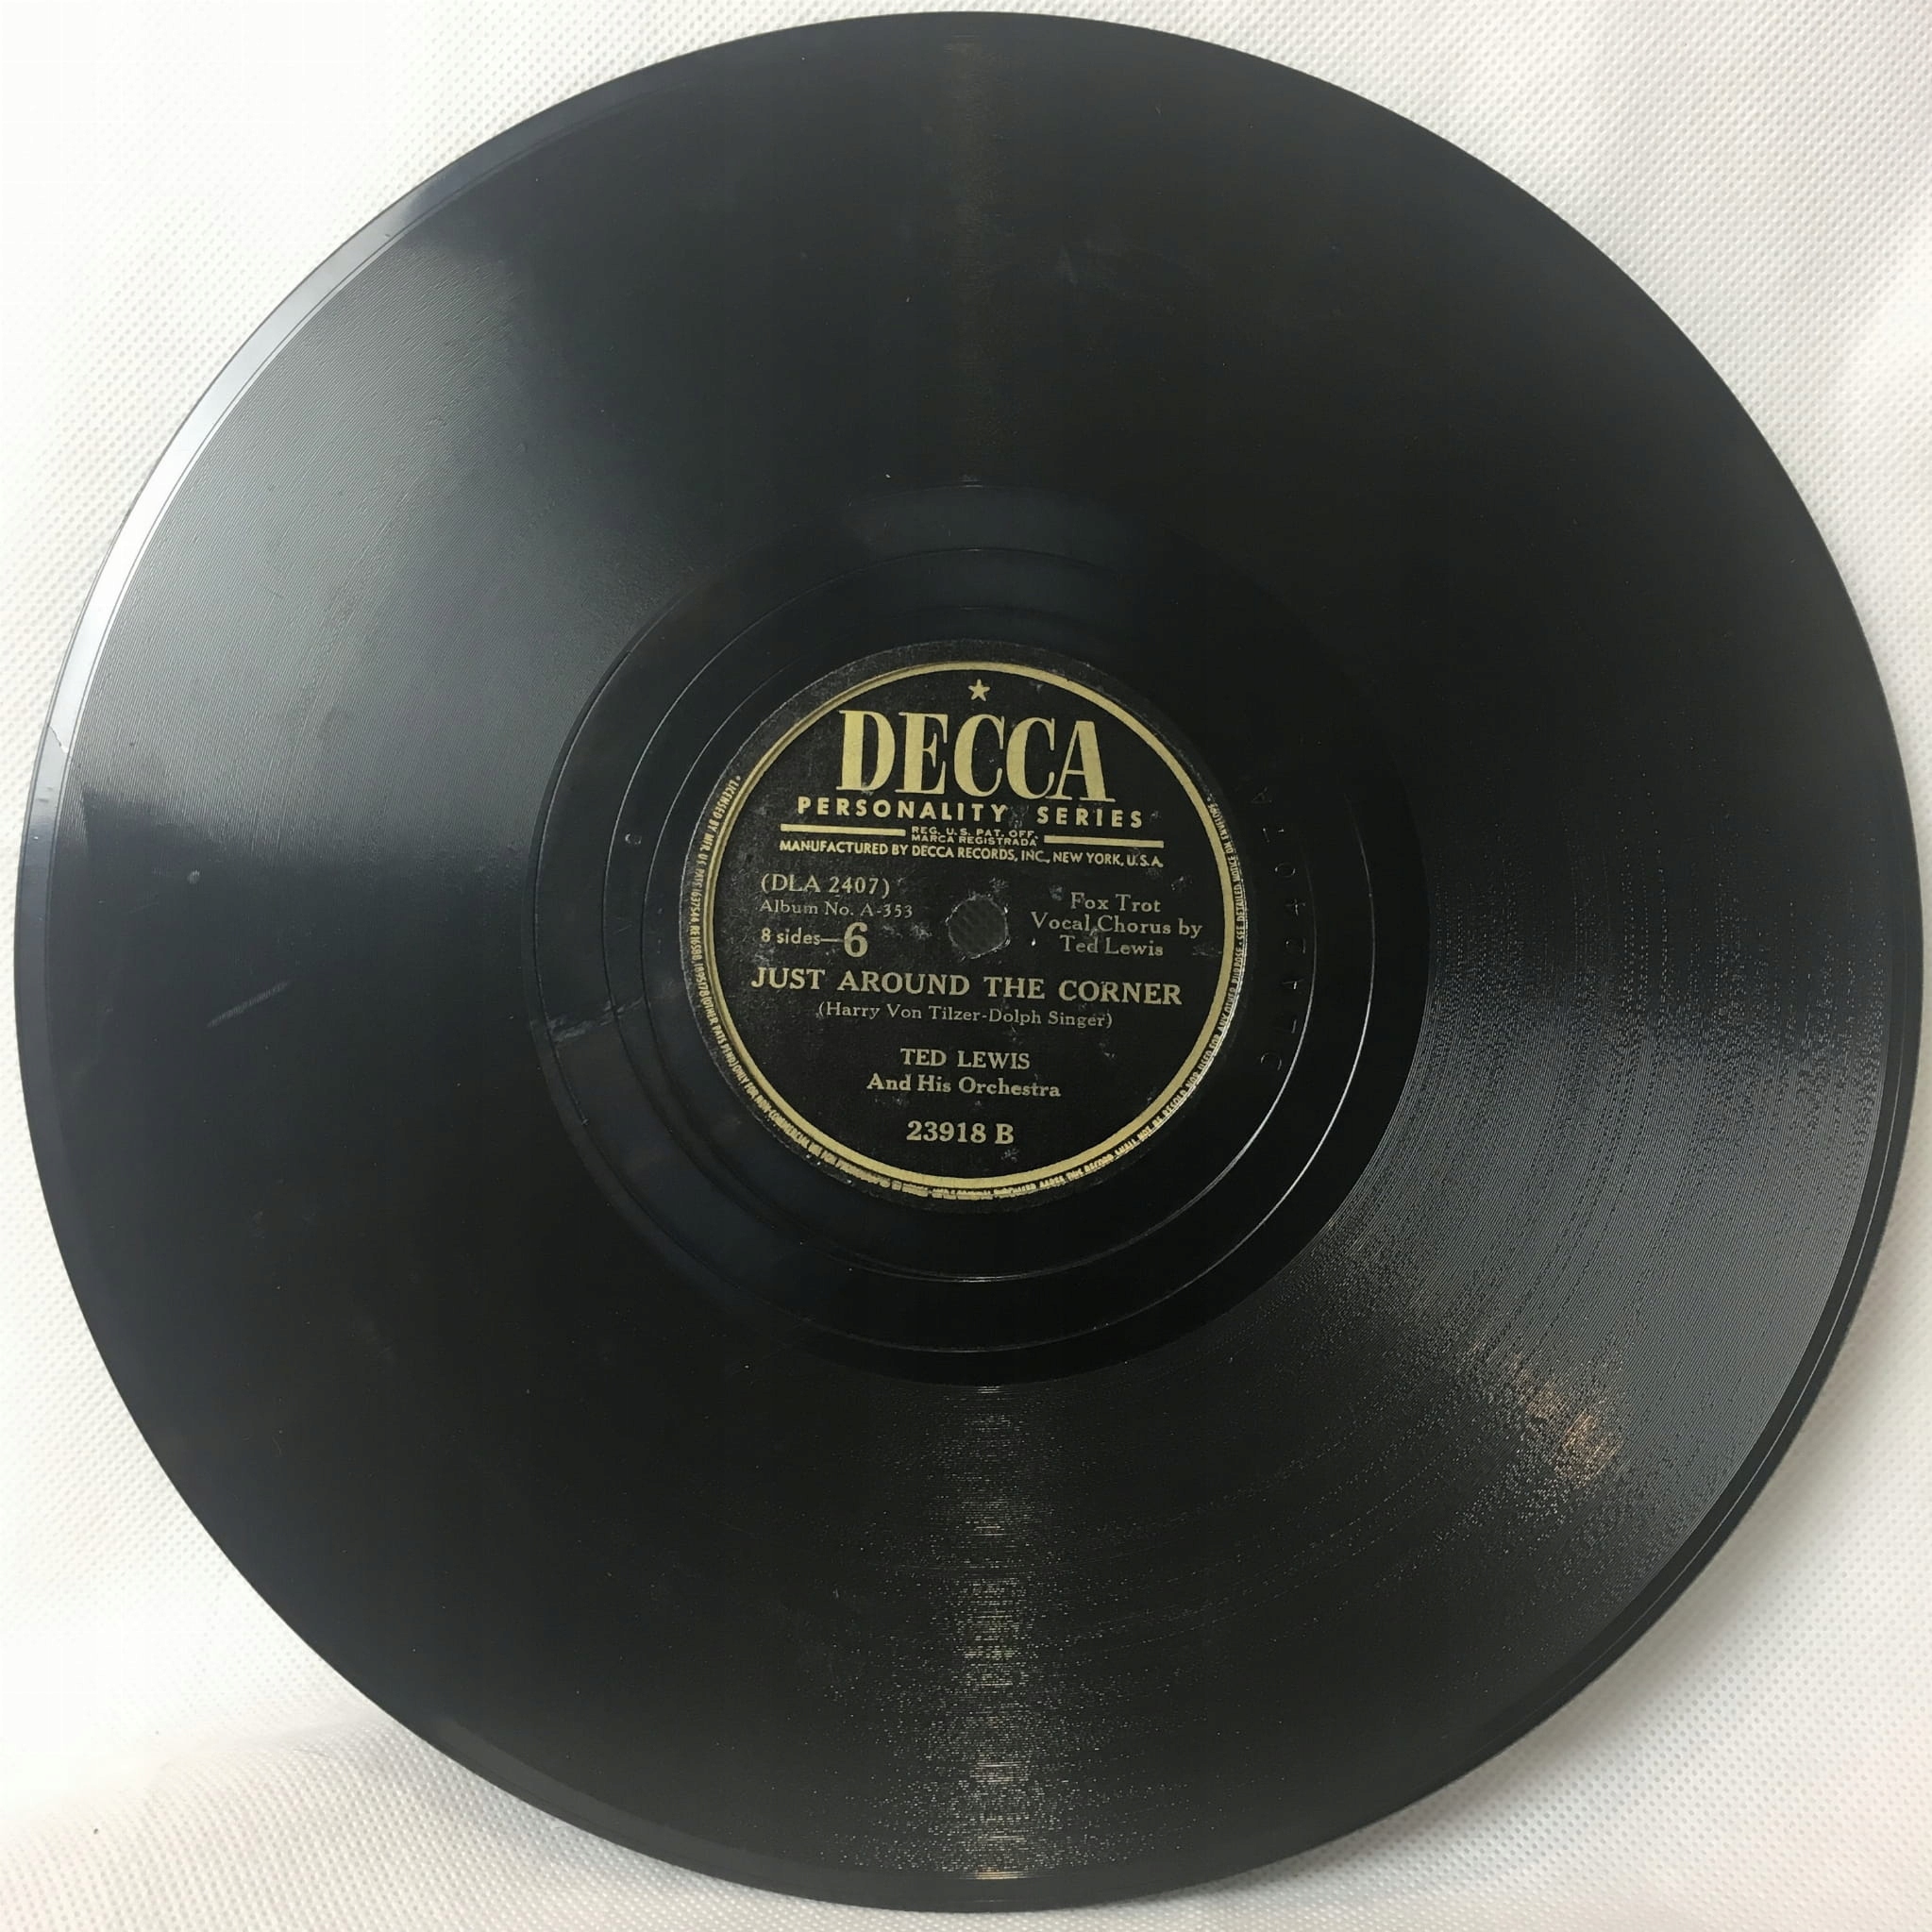 DECCA
PERSONALITY SERIES
REG. U. S. PAT. OFF.
MARCA REGISTRADA
MANUFACTURED BY DECCA RECORDS, INC., NEW YORK, U.S.A.
(DLA 2407)
Album No. A-353
8 sides—6
Fox Trot
Vocal Chorus by
Ted Lewis
JUST AROUND THE CORNER
(Harry Von Tilzer-Dolph Singer)
TED LEWIS
And His Orchestra
23918 B